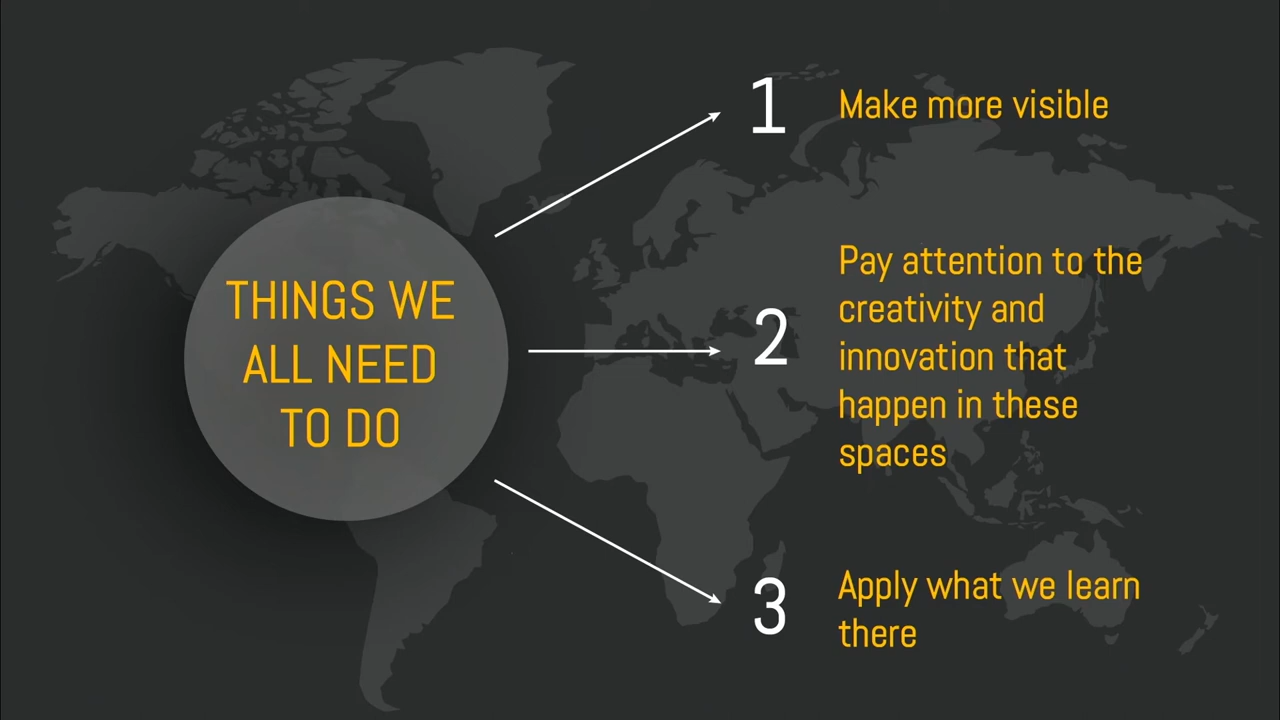 THINGS WE
ALL NEED
TO DO
1
Make more visible
2
Pay attention to the
creativity and
innovation that
happen in these
spaces
3
Apply what we learn
there